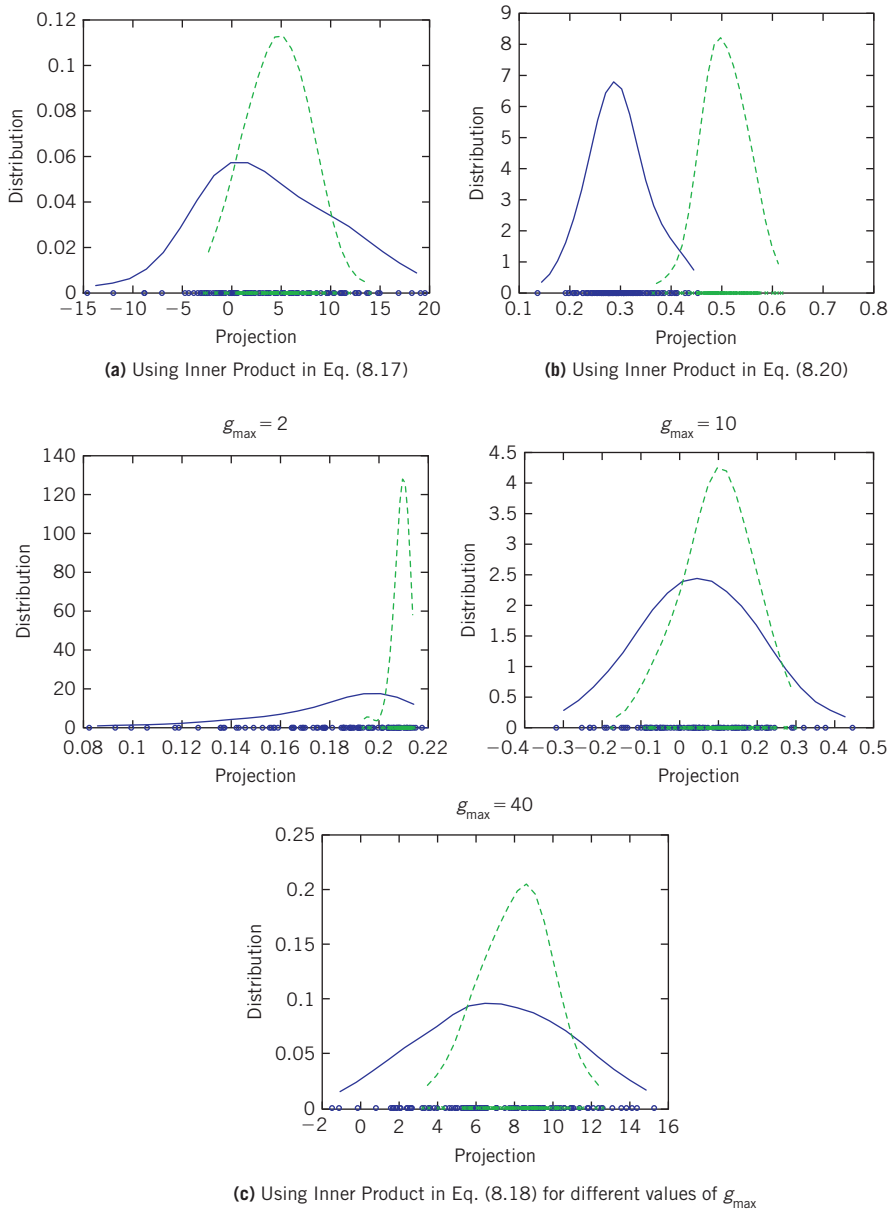 0.12
0.1
0.08
0.06
0.04
0.02
0
Distribution
−15 −10 −5 0 5 10 15 20
Projection
(a) Using Inner Product in Eq. (8.17)
9
8
7
6
5
4
3
2
1
0
Distribution
0.1 0.2 0.3 0.4 0.5 0.6 0.7 0.8
Projection
(b) Using Inner Product in Eq. (8.20)
g_max = 2
140
120
100
80
60
40
20
0
Distribution
0.08 0.1 0.12 0.14 0.16 0.18 0.2 0.22
Projection
g_max = 10
4.5
4
3.5
3
2.5
2
1.5
1
0.5
0
Distribution
−0.4 −0.3 −0.2 −0.1 0 0.1 0.2 0.3 0.4 0.5
Projection
g_max = 40
0.25
0.2
0.15
0.1
0.05
0
Distribution
−2 0 2 4 6 8 10 12 14 16
Projection
(c) Using Inner Product in Eq. (8.18) for different values of g_max